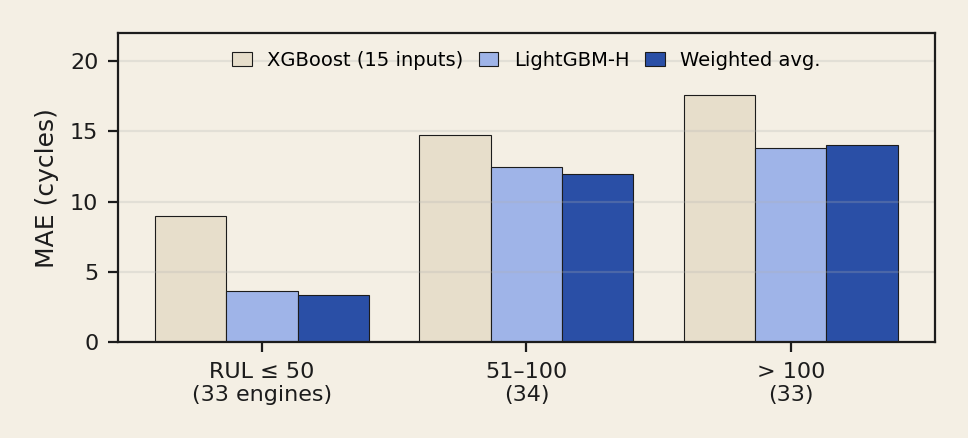 MAE (cycles)
20
15
10
5
0
XGBoost (15 inputs) LightGBM-H Weighted avg.
RUL ≤ 50 51–100 > 100
(33 engines) (34) (33)